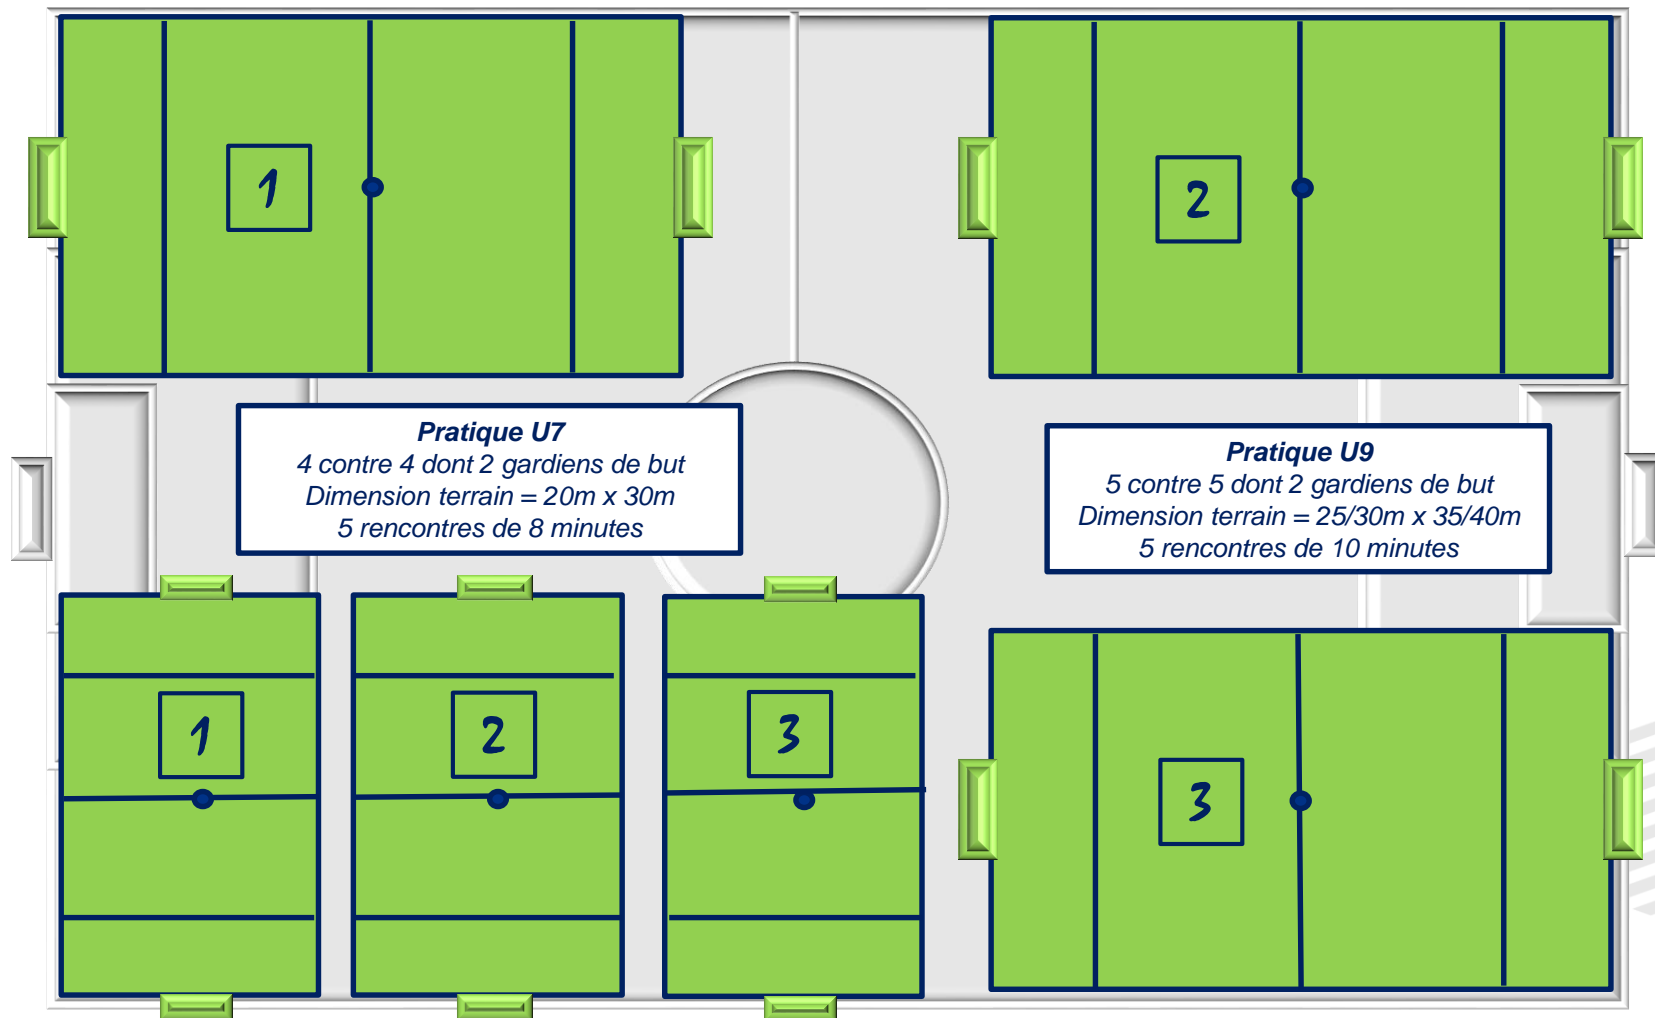 1
2
Pratique U7
4 contre 4 dont 2 gardiens de but
Dimension terrain = 20m x 30m
5 rencontres de 8 minutes
Pratique U9
5 contre 5 dont 2 gardiens de but
Dimension terrain = 25/30m x 35/40m
5 rencontres de 10 minutes
1
2
3
3